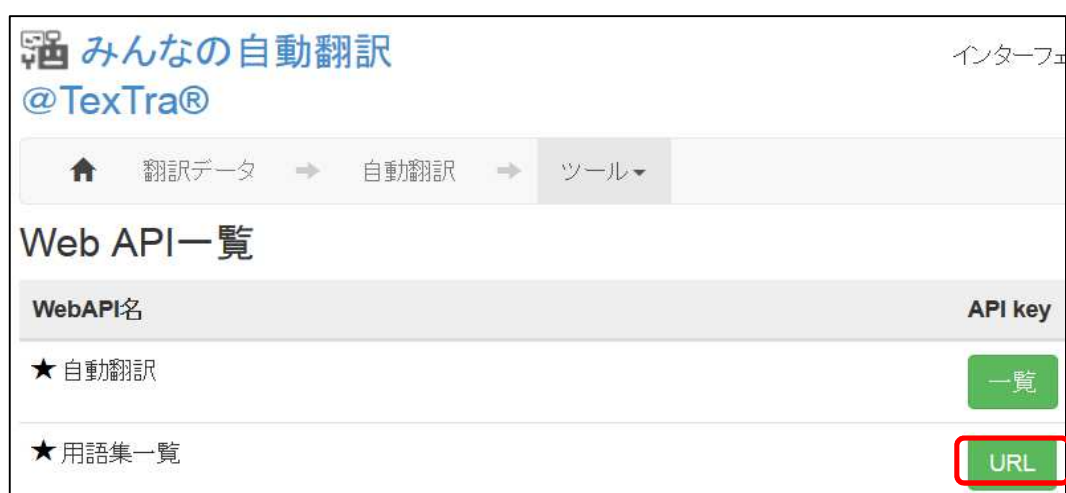 みんなの自動翻訳
@TexTra®
インターフェ
翻訳データ 自動翻訳 ツール
Web API一覧
WebAPI名 API key
★自動翻訳 一覧
★用語集一覧 URL